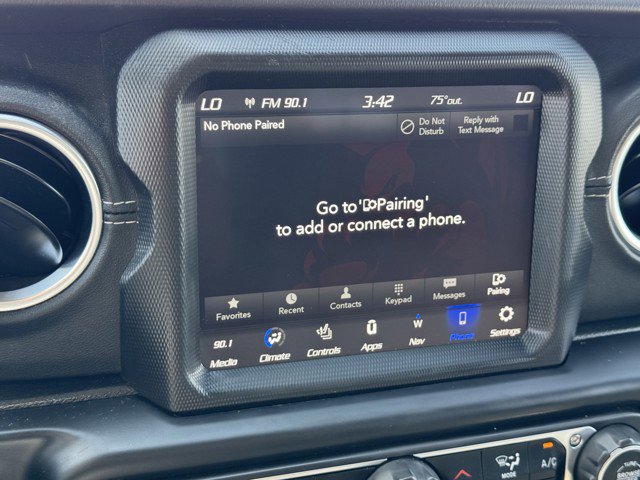 LO FM 90.1 3:42 75°out. LO
No Phone Paired
Do Not
Disturb
Reply with
Text Message
Go to 'Pairing'
to add or connect a phone.
Favorites Recent Contacts Keypad Messages Pairing
90.1
W
Media Climate Controls Apps Nav Phone Settings
MODE
A/C